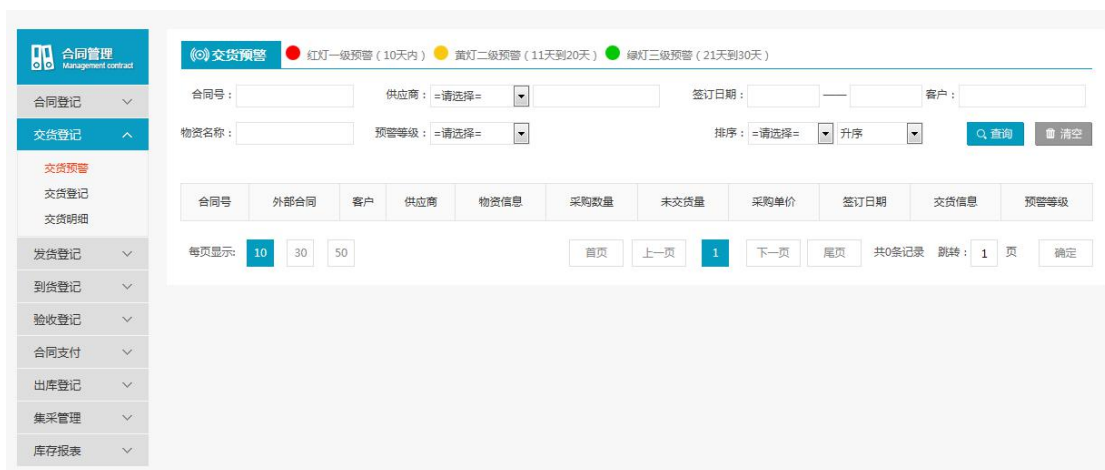 合同管理
Management contract
合同登记
交货登记
交货预警
交货登记
交货明细
发货登记
到货登记
验收登记
合同支付
出库登记
集采管理
库存报表
交货预警 红灯一级预警(10天内) 黄灯二级预警(11天到20天) 绿灯三级预警(21天到30天)
合同号: 供应商: =请选择= 签订日期: —— 客户:
物资名称: 预警等级: =请选择= 排序: =请选择= 升序 查询 清空
合同号 外部合同 客户 供应商 物资信息 采购数量 未交货量 采购单价 签订日期 交货信息 预警等级
每页显示: 10 30 50 首页 上一页 1 下一页 尾页 共0条记录 跳转: 1 页 确定